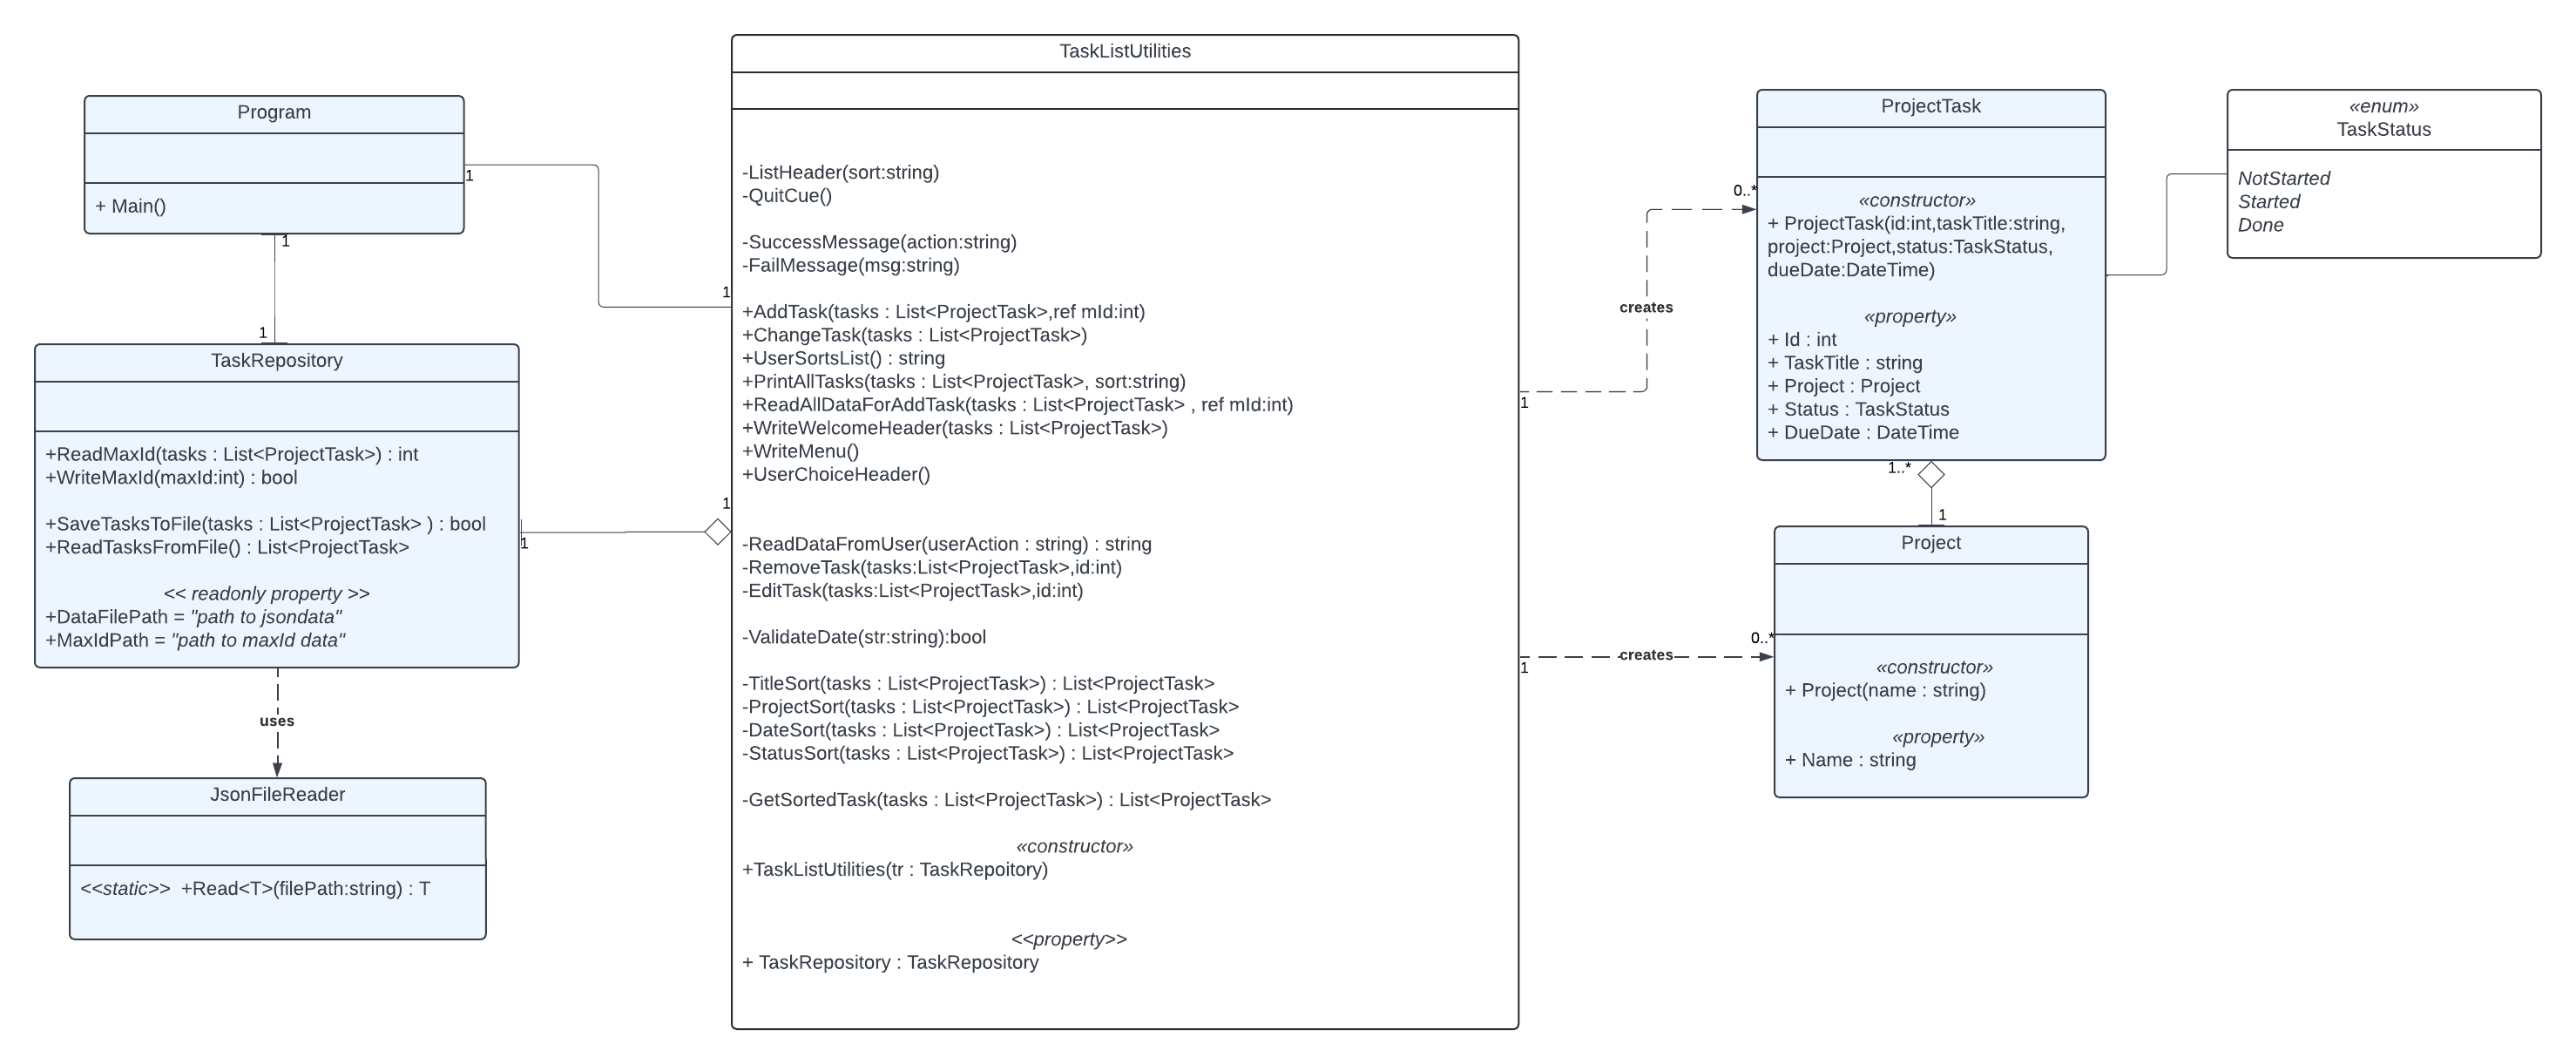 Program
+ Main()
1
1
1
1
TaskRepository
+ReadMaxId(tasks : List<ProjectTask>) : int
+WriteMaxId(maxId:int) : bool
+SaveTasksToFile(tasks : List<ProjectTask> ) : bool
+ReadTasksFromFile() : List<ProjectTask>
<< readonly property >>
+DataFilePath = "path to jsondata"
+MaxIdPath = "path to maxId data"
1
1
uses
JsonFileReader
<<static>> +Read<T>(filePath:string) : T
TaskListUtilities
-ListHeader(sort:string)
-QuitCue()
-SuccessMessage(action:string)
-FailMessage(msg:string)
+AddTask(tasks : List<ProjectTask>,ref mId:int)
+ChangeTask(tasks : List<ProjectTask>)
+UserSortsList() : string
+PrintAllTasks(tasks : List<ProjectTask>, sort:string)
+ReadAllDataForAddTask(tasks : List<ProjectTask> , ref mId:int)
+WriteWelcomeHeader(tasks : List<ProjectTask>)
+WriteMenu()
+UserChoiceHeader()
-ReadDataFromUser(userAction : string) : string
-RemoveTask(tasks:List<ProjectTask>,id:int)
-EditTask(tasks:List<ProjectTask>,id:int)
-ValidateDate(str:string):bool
-TitleSort(tasks : List<ProjectTask>) : List<ProjectTask>
-ProjectSort(tasks : List<ProjectTask>) : List<ProjectTask>
-DateSort(tasks : List<ProjectTask>) : List<ProjectTask>
-StatusSort(tasks : List<ProjectTask>) : List<ProjectTask>
-GetSortedTask(tasks : List<ProjectTask>) : List<ProjectTask>
«constructor»
+TaskListUtilities(tr : TaskRepoitory)
<<property>>
+ TaskRepository : TaskRepository
1
creates
0..*
1
creates
0..*
ProjectTask
«constructor»
+ ProjectTask(id:int,taskTitle:string,
project:Project,status:TaskStatus,
dueDate:DateTime)
«property»
+ Id : int
+ TaskTitle : string
+ Project : Project
+ Status : TaskStatus
+ DueDate : DateTime
1..*
1
Project
«constructor»
+ Project(name : string)
«property»
+ Name : string
«enum»
TaskStatus
NotStarted
Started
Done